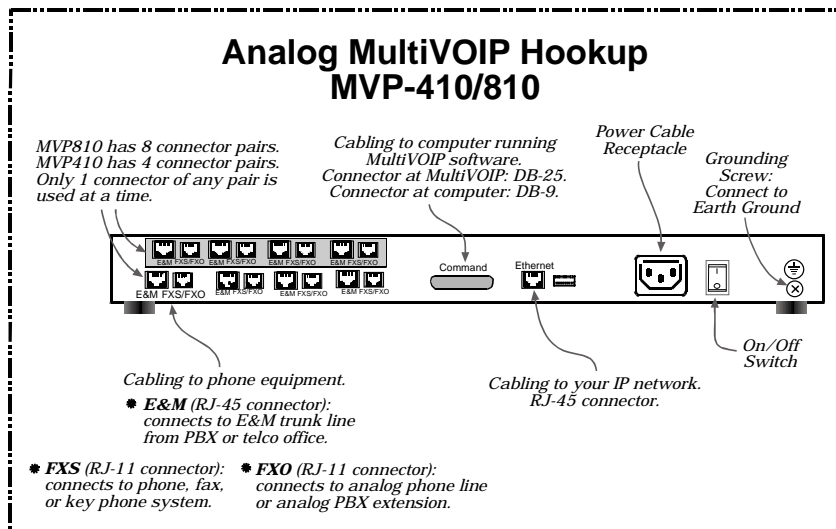 Analog MultiVOIP Hookup
MVP-410/810
MVP810 has 8 connector pairs.
MVP410 has 4 connector pairs.
Only 1 connector of any pair is
used at a time.
Cabling to computer running
MultiVOIP software.
Connector at MultiVOIP: DB-25.
Connector at computer: DB-9.
Power Cable
Receptacle
Grounding
Screw:
Connect to
Earth Ground
E&M FXS/FXO E&M FXS/FXO E&M FXS/FXO E&M FXS/FXO
E&M FXS/FXO E&M FXS/FXO E&M FXS/FXO E&M FXS/FXO
Command
Ethernet
On/Off
Switch
Cabling to phone equipment.
E&M (RJ-45 connector):
connects to E&M trunk line
from PBX or telco office.
Cabling to your IP network.
RJ-45 connector.
FXS (RJ-11 connector):
connects to phone, fax,
or key phone system.
FXO (RJ-11 connector):
connects to analog phone line
or analog PBX extension.